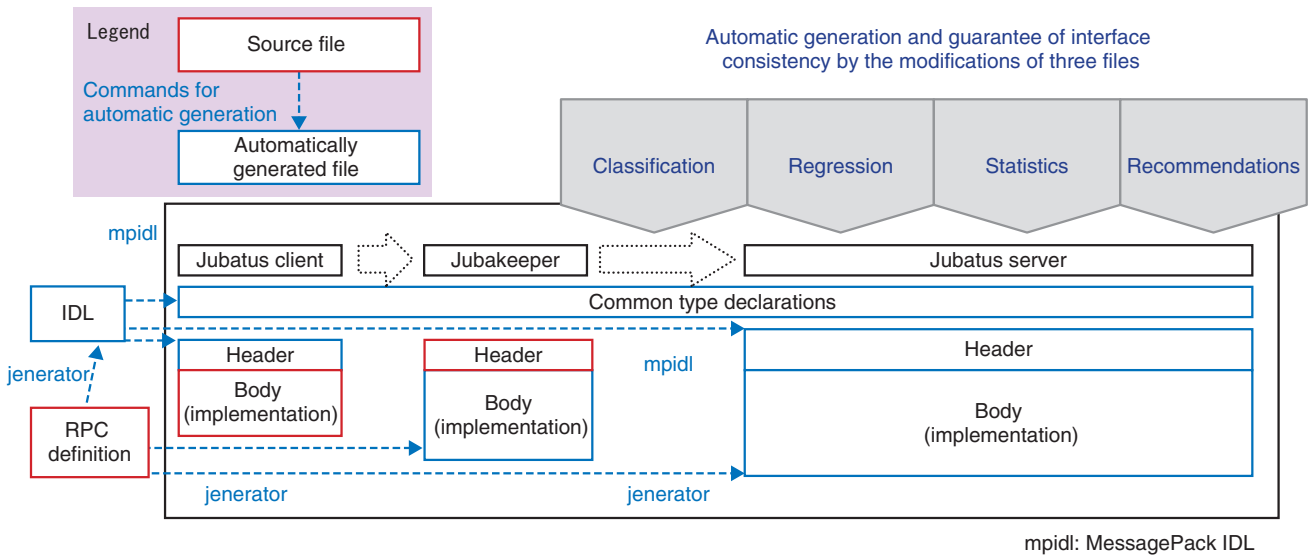 Legend
Source file
Commands for
automatic generation
Automatically
generated file
Automatic generation and guarantee of interface
consistency by the modifications of three files
Classification
Regression
Statistics
Recommendations
mpidl
Jubatus client
Jubakeeper
Jubatus server
IDL
Common type declarations
Header
Header
Header
mpidl
jenerator
Body
(implementation)
Body
(implementation)
Body
(implementation)
RPC
definition
jenerator
jenerator
mpidl: MessagePack IDL